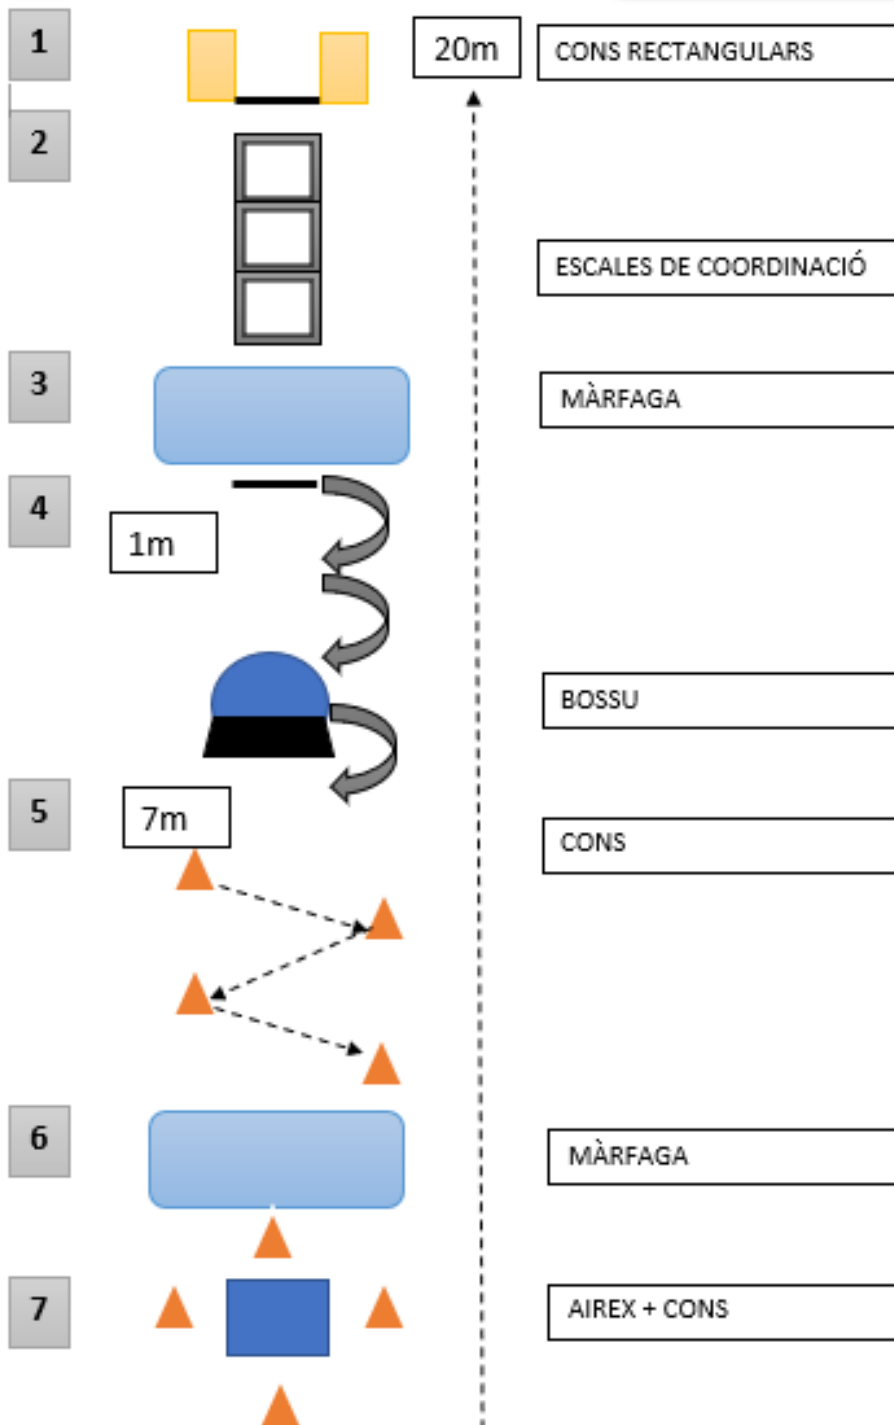 1
20m
CONS RECTANGULARS
2
ESCALES DE COORDINACIÓ
3
MÀRFAGA
4
1m
BOSSU
5
7m
CONS
6
MÀRFAGA
7
AIREX + CONS